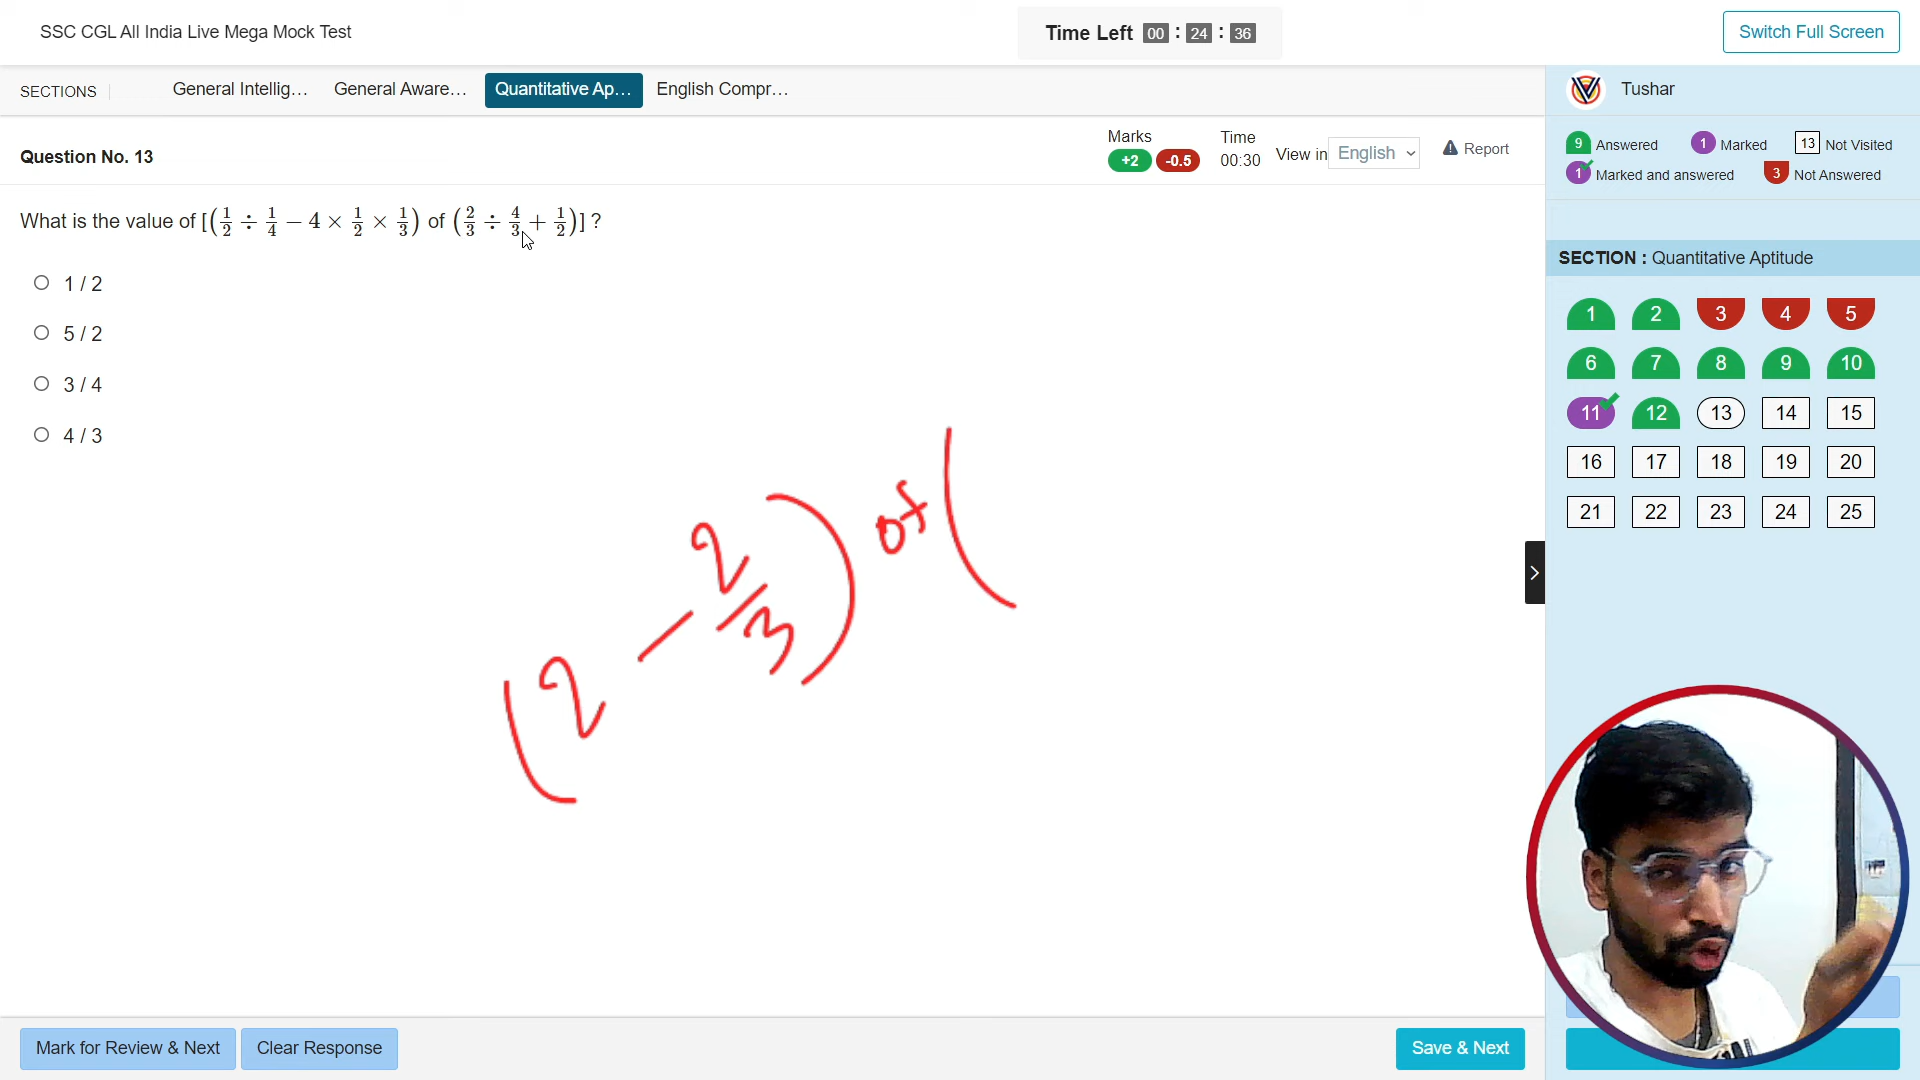 SSC CGL All India Live Mega Mock Test
Time Left 00 : 24 : 36
Switch Full Screen
SECTIONS
General Intellig...
General Aware...
Quantitative Ap...
English Compr...
Tushar
Question No. 13
Marks
+2 -0.5
Time
00:30
View in English
Report
9 Answered
1 Marked
13 Not Visited
1 Marked and answered
3 Not Answered
What is the value of [(1/2 ÷ 1/4 − 4 × 1/2 × 1/3) of (2/3 ÷ 4/3 + 1/2)] ?
1 / 2
5 / 2
3 / 4
4 / 3
SECTION : Quantitative Aptitude
1 2 3 4 5
6 7 8 9 10
11 12 13 14 15
16 17 18 19 20
21 22 23 24 25
(2 − 2/3) of (
Mark for Review & Next
Clear Response
Save & Next